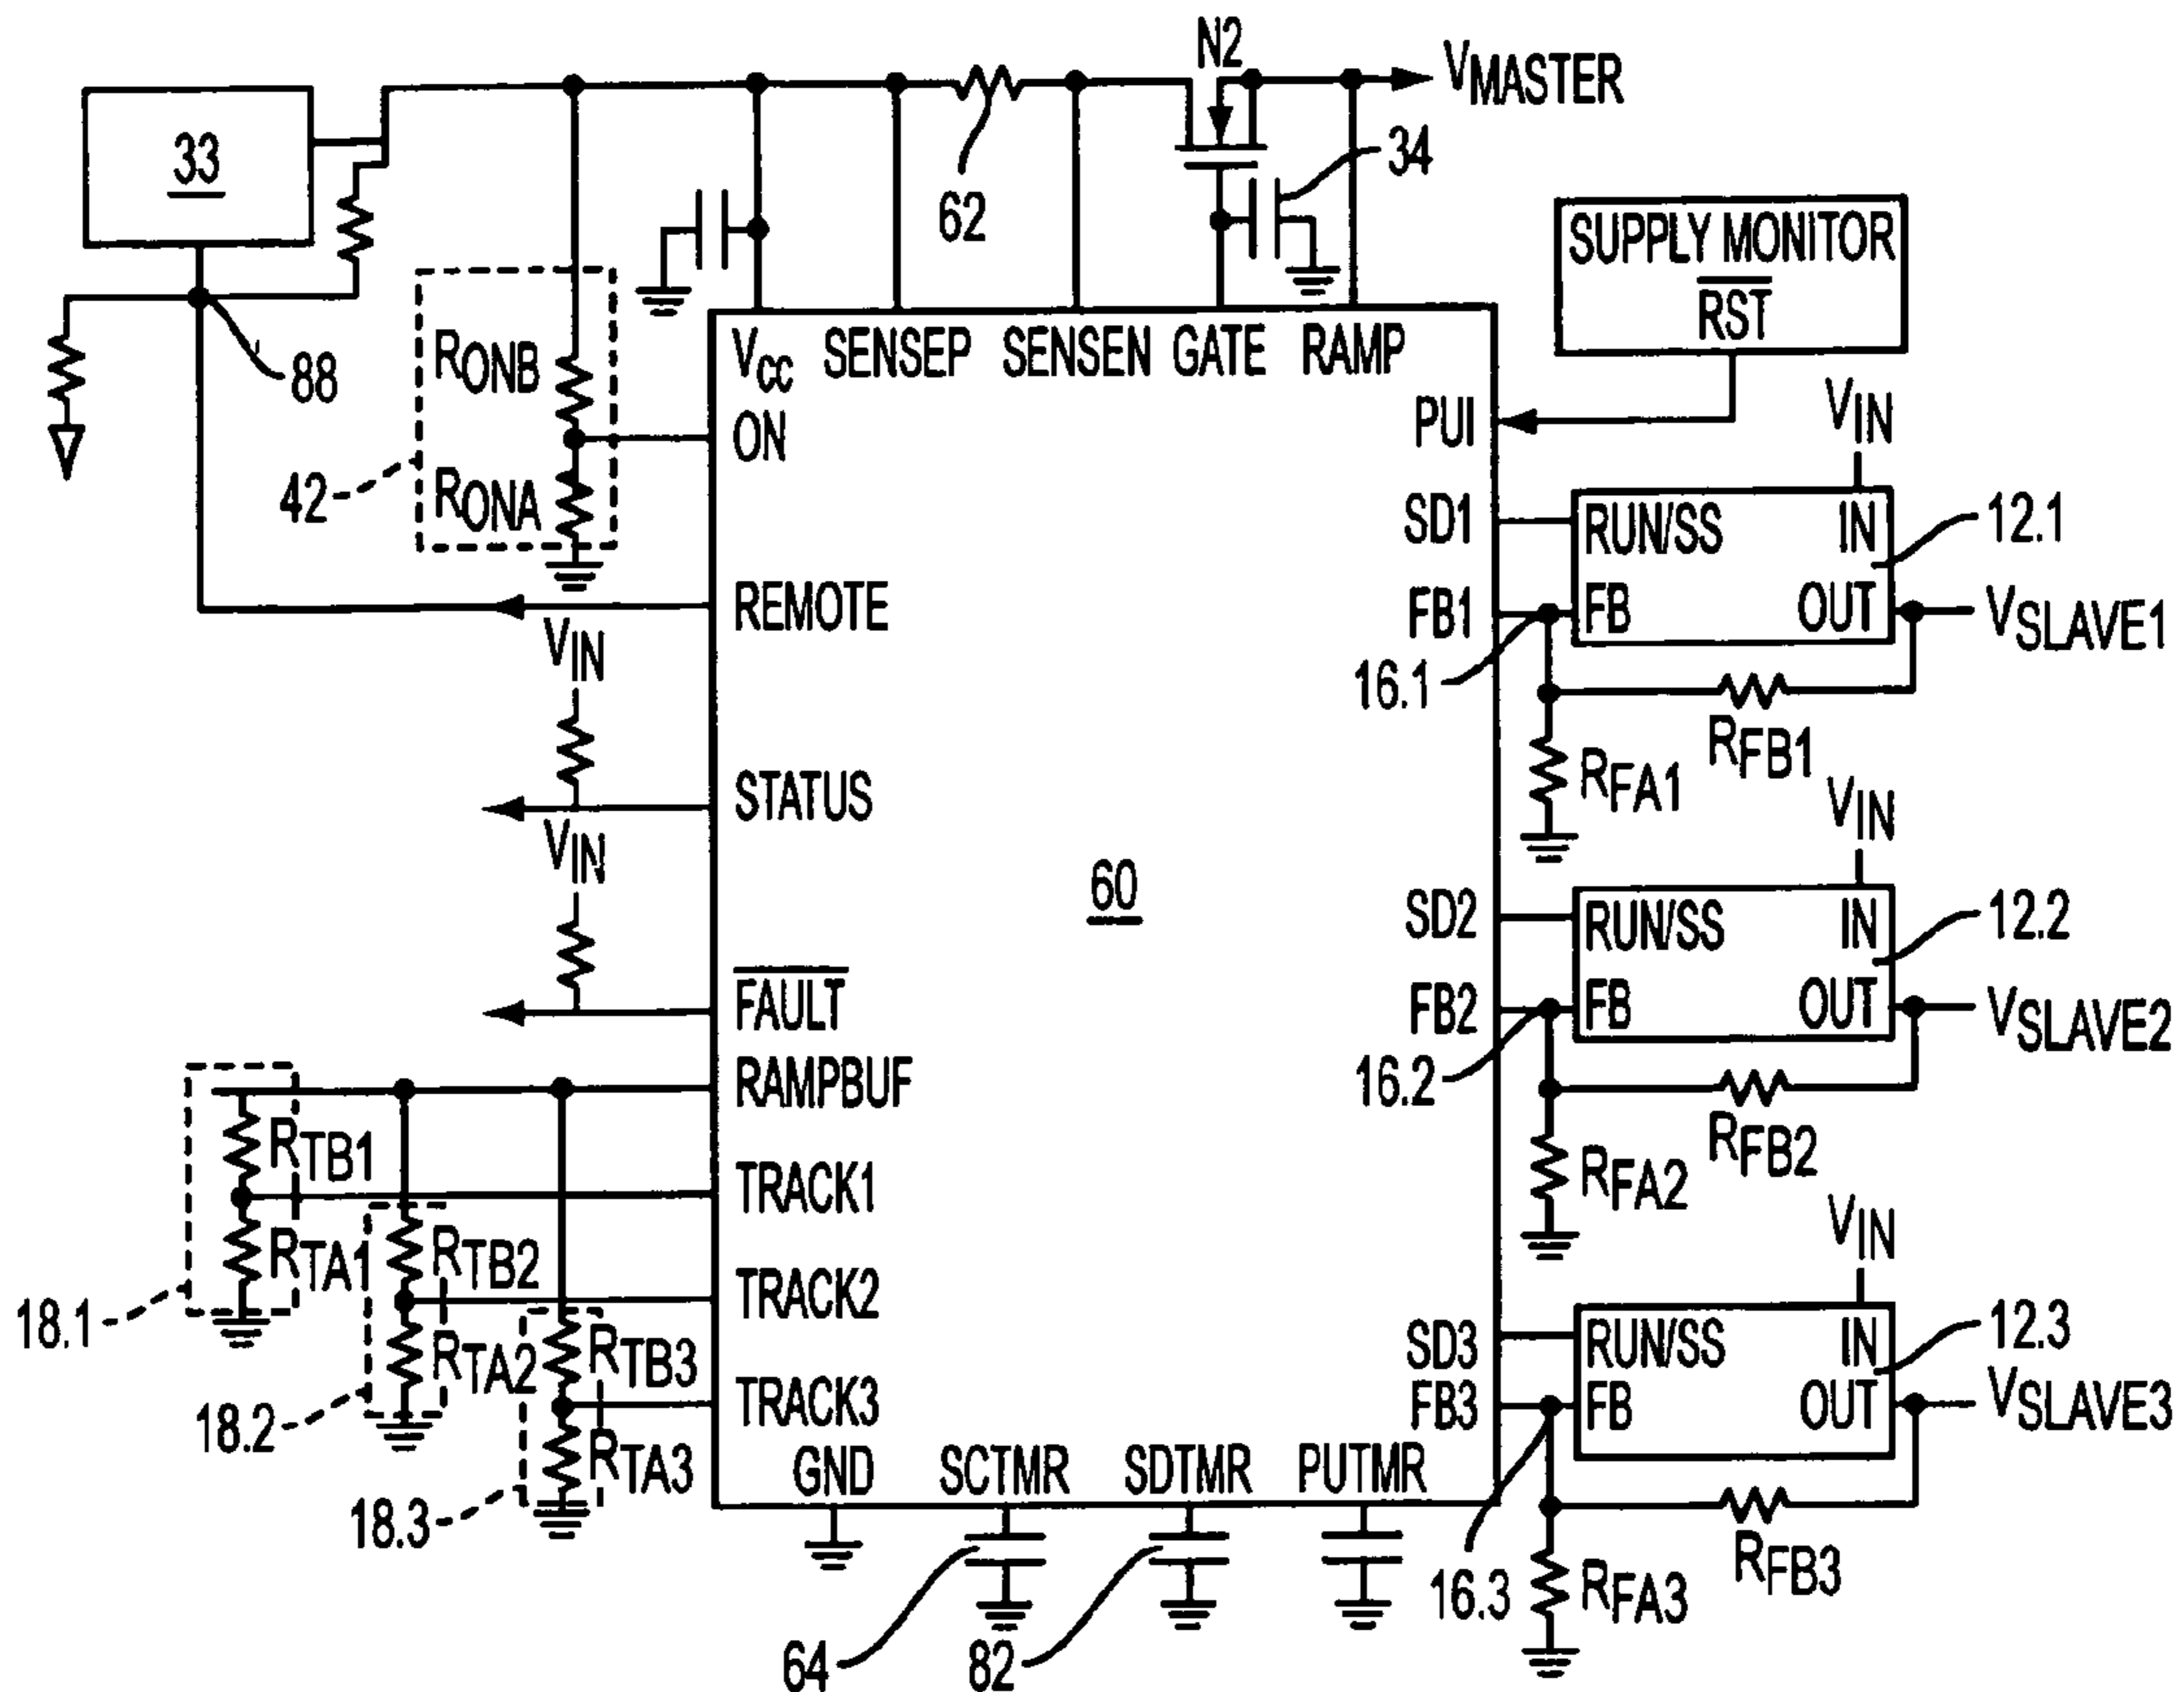 N2
VMASTER
33
34
62
SUPPLY MONITOR
RST
88
VCC SENSEP SENSEN GATE RAMP
RONB
ON
RONA
42
PUI
VIN
SD1
RUN/SS IN
12.1
FB1
FB OUT
VSLAVE1
16.1
RFB1
RFA1
REMOTE
VIN
STATUS
VIN
FAULT
60
VIN
SD2
RUN/SS IN
12.2
FB2
FB OUT
VSLAVE2
16.2
RFB2
RFA2
RAMPBUF
RTB1
TRACK1
RTA1
RTB2
18.1
TRACK2
RTA2
RTB3
18.2
TRACK3
RTA3
18.3
VIN
SD3
RUN/SS IN
12.3
FB3
FB OUT
VSLAVE3
16.3
RFB3
RFA3
GND SCTMR SDTMR PUTMR
64
82